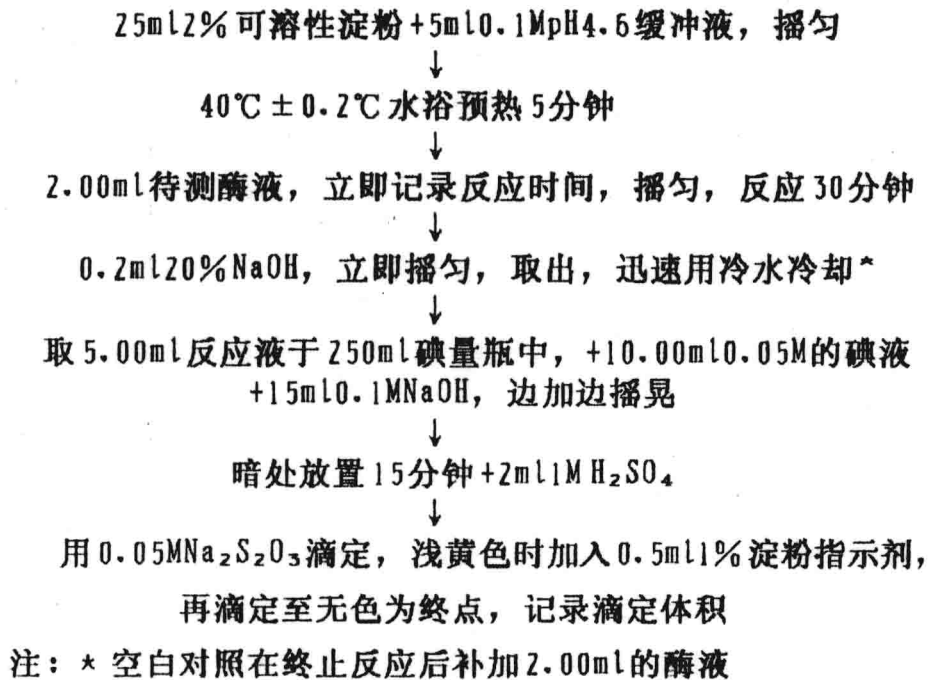 25ml2%可溶性淀粉+5ml0.1MpH4.6缓冲液，摇匀
↓
40℃±0.2℃水浴预热5分钟
↓
2.00ml待测酶液，立即记录反应时间，摇匀，反应30分钟
↓
0.2ml20%NaOH，立即摇匀，取出，迅速用冷水冷却*
↓
取5.00ml反应液于250ml碘量瓶中，+10.00ml0.05M的碘液
+15ml0.1MNaOH，边加边摇晃
↓
暗处放置15分钟+2ml1MH₂SO₄
↓
用0.05MNa₂S₂O₃滴定，浅黄色时加入0.5ml1%淀粉指示剂，
再滴定至无色为终点，记录滴定体积
注：*空白对照在终止反应后补加2.00ml的酶液